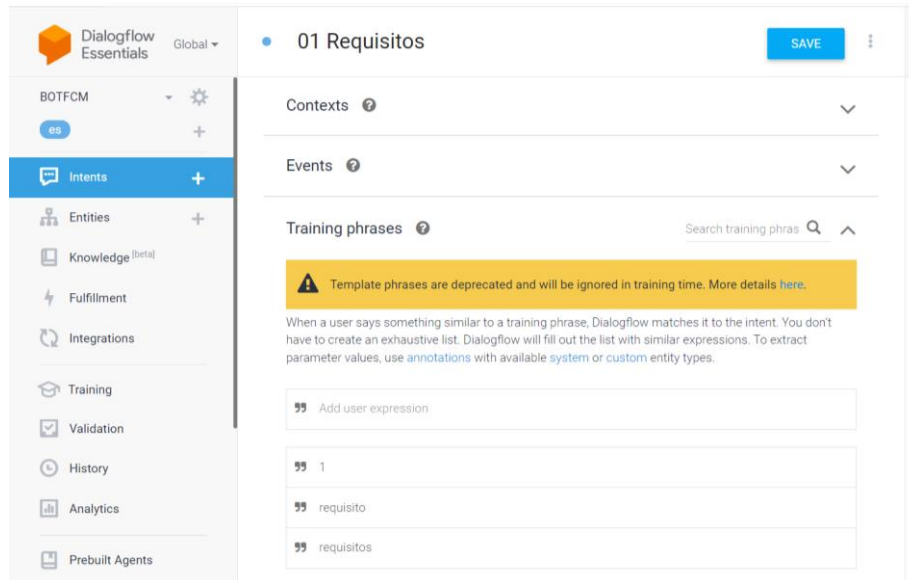 Dialogflow
Essentials
Global
BOTFCM
es
Intents
Entities
Knowledge [beta]
Fulfillment
Integrations
Training
Validation
History
Analytics
Prebuilt Agents
01 Requisitos
SAVE
Contexts
Events
Training phrases
Search training phras
Template phrases are deprecated and will be ignored in training time. More details here.
When a user says something similar to a training phrase, Dialogflow matches it to the intent. You don't
have to create an exhaustive list. Dialogflow will fill out the list with similar expressions. To extract
parameter values, use annotations with available system or custom entity types.
Add user expression
1
requisito
requisitos